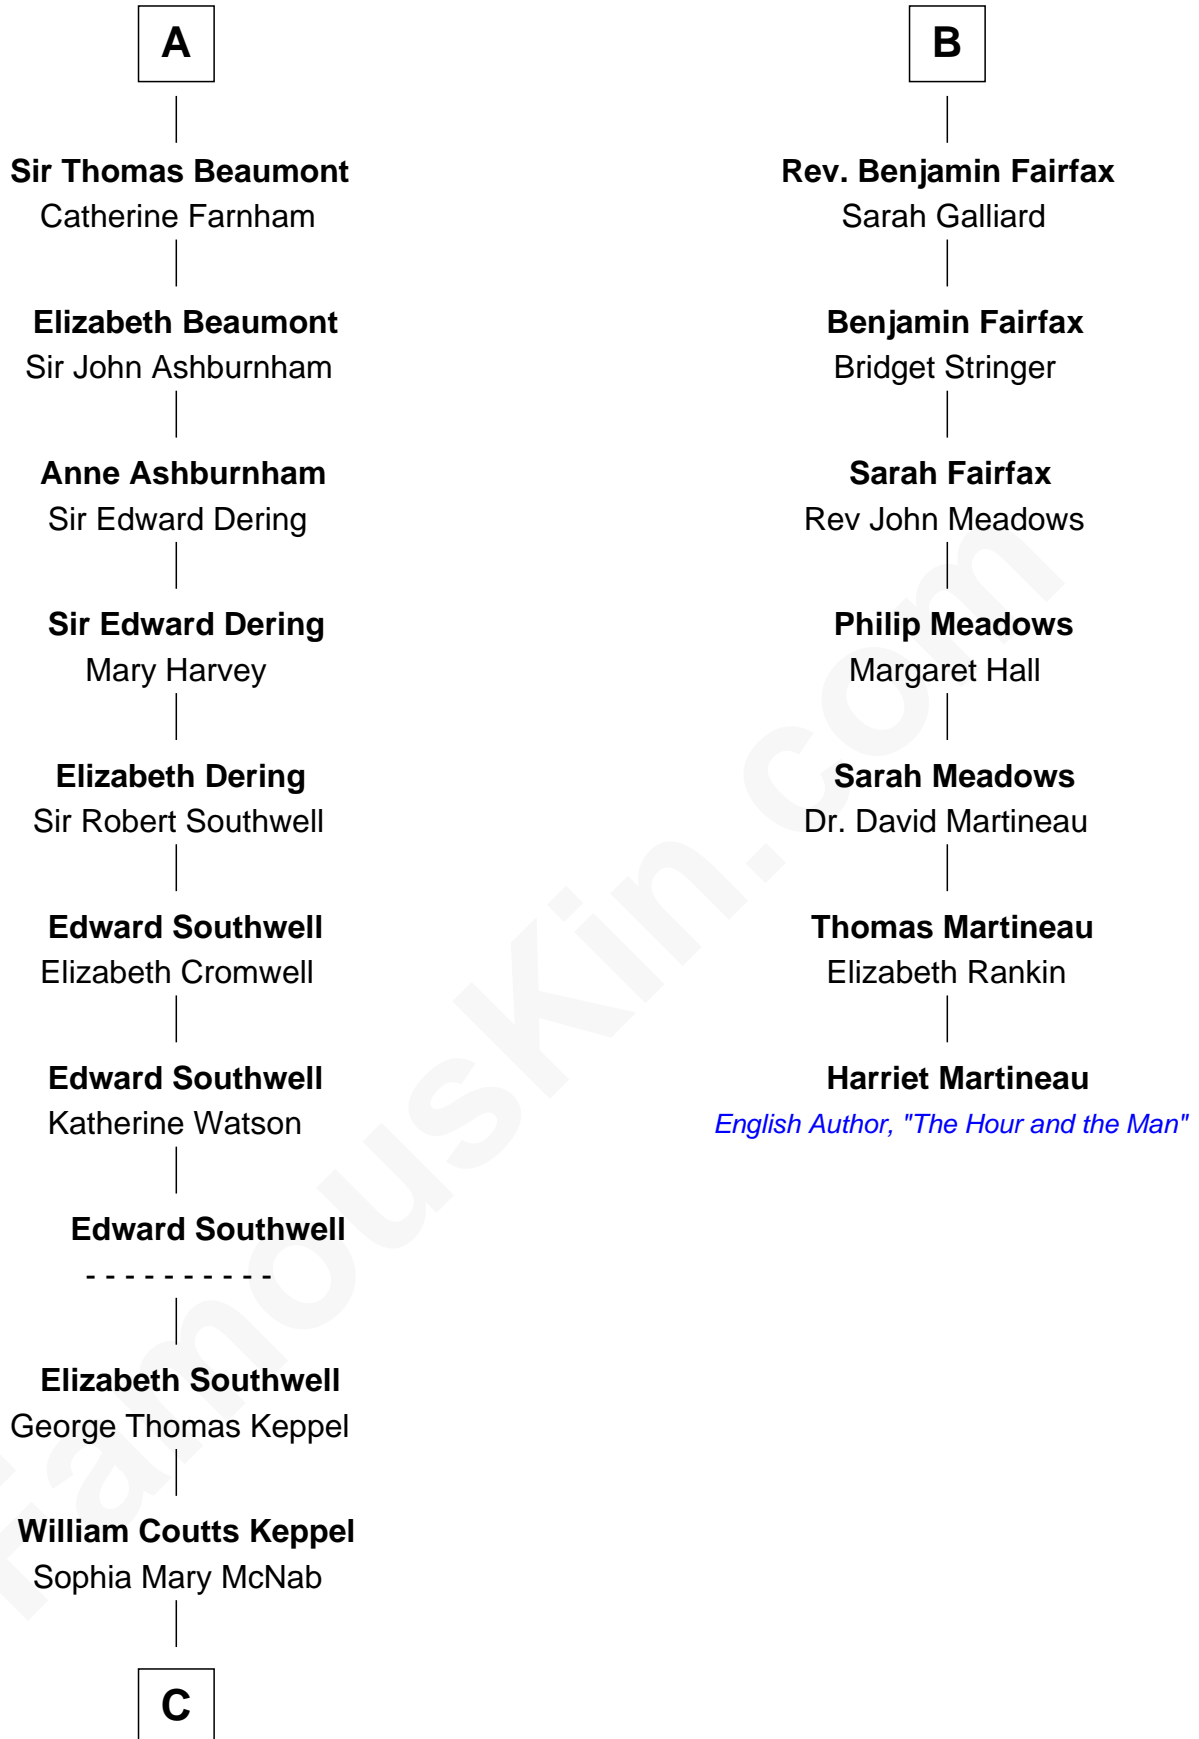 A
Sir Thomas Beaumont
Catherine Farnham
Elizabeth Beaumont
Sir John Ashburnham
Anne Ashburnham
Sir Edward Dering
Sir Edward Dering
Mary Harvey
Elizabeth Dering
Sir Robert Southwell
Edward Southwell
Elizabeth Cromwell
Edward Southwell
Katherine Watson
Edward Southwell
- - - - - - - - - -
Elizabeth Southwell
George Thomas Keppel
William Coutts Keppel
Sophia Mary McNab
C
B
Rev. Benjamin Fairfax
Sarah Galliard
Benjamin Fairfax
Bridget Stringer
Sarah Fairfax
Rev John Meadows
Philip Meadows
Margaret Hall
Sarah Meadows
Dr. David Martineau
Thomas Martineau
Elizabeth Rankin
Harriet Martineau
English Author, "The Hour and the Man"
FamousKin.com